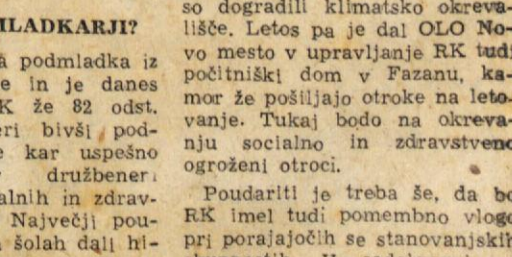 MLADKARJI?
podmladka iz
e in je danes
K že 82 odst.
eri bivši pod-
e kar uspešno
družbeneri
alnih in zdrav-
Največji pou-
šolah dali hi-
so dogradili klimatsko okreva-
lišče. Letos pa je dal OLO No-
vo mesto v upravljanje RK tudi
počitniški dom v Fazanu, ka-
mor že pošiljajo otroke na leto-
vanje. Tukaj bodo na okreva-
nju socialno in zdravstveno
ogroženi otroci.
Poudariti je treba še, da bo
RK imel tudi pomembno vlogo
pri porajajočih se stanovanjskih